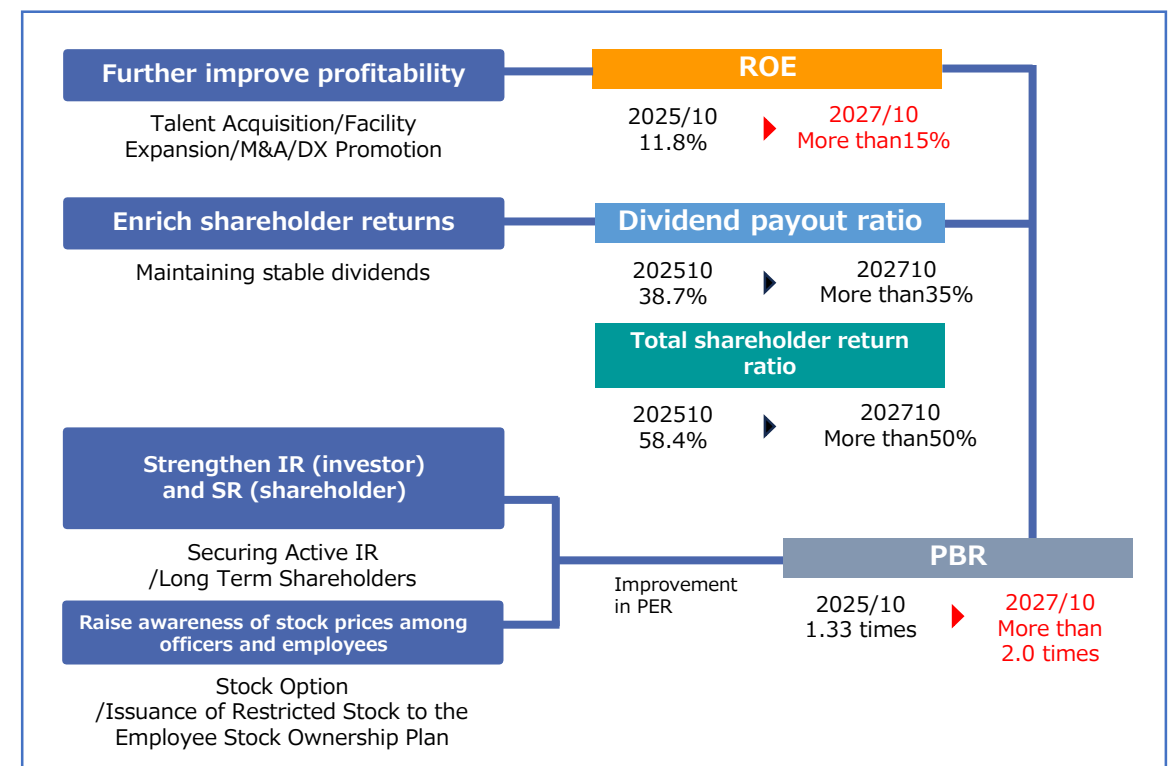 Further improve profitability
Talent Acquisition/Facility
Expansion/M&A/DX Promotion
ROE
2025/10
11.8%
2027/10
More than15%
Enrich shareholder returns
Maintaining stable dividends
Dividend payout ratio
202510
38.7%
202710
More than35%
Total shareholder return
ratio
202510
58.4%
202710
More than50%
Strengthen IR (investor)
and SR (shareholder)
Securing Active IR
/Long Term Shareholders
Raise awareness of stock prices among
officers and employees
Stock Option
/Issuance of Restricted Stock to the
Employee Stock Ownership Plan
Improvement
in PER
PBR
2025/10
1.33 times
2027/10
More than
2.0 times